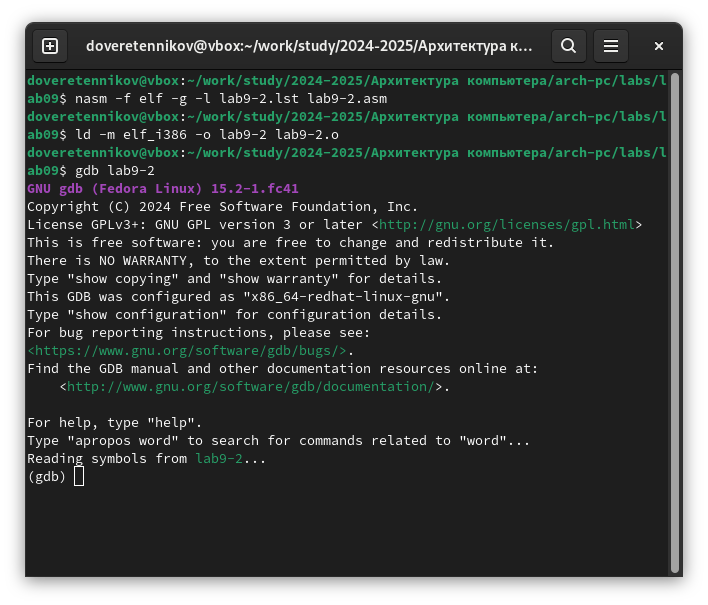 doveretennikov@vbox:~/work/study/2024-2025/Архитектура к...
doveretennikov@vbox:~/work/study/2024-2025/Архитектура компьютера/arch-pc/labs/l
ab09$ nasm -f elf -g -l lab9-2.lst lab9-2.asm
doveretennikov@vbox:~/work/study/2024-2025/Архитектура компьютера/arch-pc/labs/l
ab09$ ld -m elf_i386 -o lab9-2 lab9-2.o
doveretennikov@vbox:~/work/study/2024-2025/Архитектура компьютера/arch-pc/labs/l
ab09$ gdb lab9-2
GNU gdb (Fedora Linux) 15.2-1.fc41
Copyright (C) 2024 Free Software Foundation, Inc.
License GPLv3+: GNU GPL version 3 or later <http://gnu.org/licenses/gpl.html>
This is free software: you are free to change and redistribute it.
There is NO WARRANTY, to the extent permitted by law.
Type "show copying" and "show warranty" for details.
This GDB was configured as "x86_64-redhat-linux-gnu".
Type "show configuration" for configuration details.
For bug reporting instructions, please see:
<https://www.gnu.org/software/gdb/bugs/>.
Find the GDB manual and other documentation resources online at:
    <http://www.gnu.org/software/gdb/documentation/>.

For help, type "help".
Type "apropos word" to search for commands related to "word"...
Reading symbols from lab9-2...
(gdb)